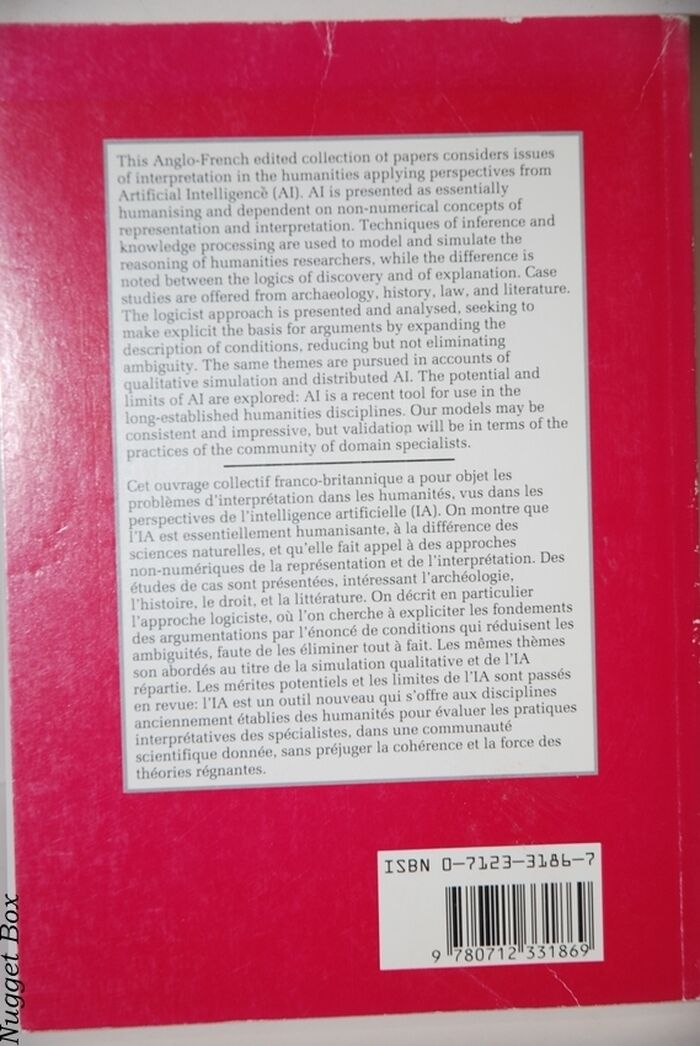 This Anglo-French edited collection of papers considers issues
of interpretation in the humanities applying perspectives from
Artificial Intelligence (AI). AI is presented as essentially
humanising and dependent on non-numerical concepts of
representation and interpretation. Techniques of inference and
knowledge processing are used to model and simulate the
reasoning of humanities researchers, while the difference is
noted between the logics of discovery and of explanation. Case
studies are offered from archaeology, history, law, and literature.
The logicist approach is presented and analysed, seeking to
make explicit the basis for arguments by expanding the
description of conditions, reducing but not eliminating
ambiguity. The same themes are pursued in accounts of
qualitative simulation and distributed AI. The potential and
limits of AI are explored: AI is a recent tool for use in the
long-established humanities disciplines. Our models may be
consistent and impressive, but validation will be in terms of the
practices of the community of domain specialists.
Cet ouvrage collectif franco-britannique a pour objet les
problèmes d'interprétation dans les humanités, vus dans les
perspectives de l'intelligence artificielle (IA). On montre que
l'IA est essentiellement humanisante, à la différence des
sciences naturelles, et qu'elle fait appel à des approches
non-numériques de la représentation et de l'interprétation. Des
études de cas sont présentées, intéressant l'archéologie,
l'histoire, le droit, et la littérature. On décrit en particulier
l'approche logiciste, où l'on cherche à expliciter les fondements
des argumentations par l'énoncé de conditions qui réduisent les
ambiguités, faute de les éliminer tout à fait. Les mêmes thèmes
son abordés au titre de la simulation qualitative et de l'IA
répartie. Les mérites potentiels et les limites de l'IA sont passés
en revue: l'IA est un outil nouveau qui s'offre aux disciplines
anciennement établies des humanités pour évaluer les pratiques
interprétatives des spécialistes, dans une communauté
scientifique donnée, sans préjuger la cohérence et la force des
théories régnantes.
ISBN 0-7123-3186-7
9 780712 331869
Nugget Box